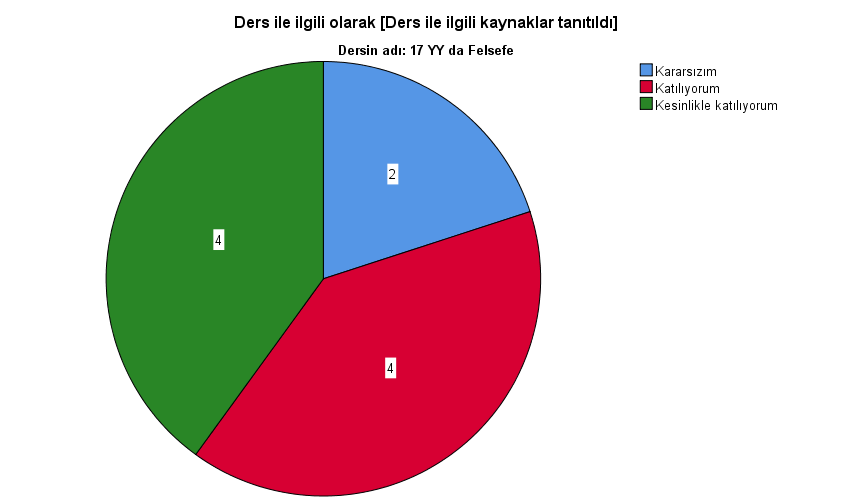 Ders ile ilgili olarak [Ders ile ilgili kaynaklar tanıtıldı]
Dersin adı: 17 YY da Felsefe
Kararsızım
Katılıyorum
Kesinlikle katılıyorum
2
4
4